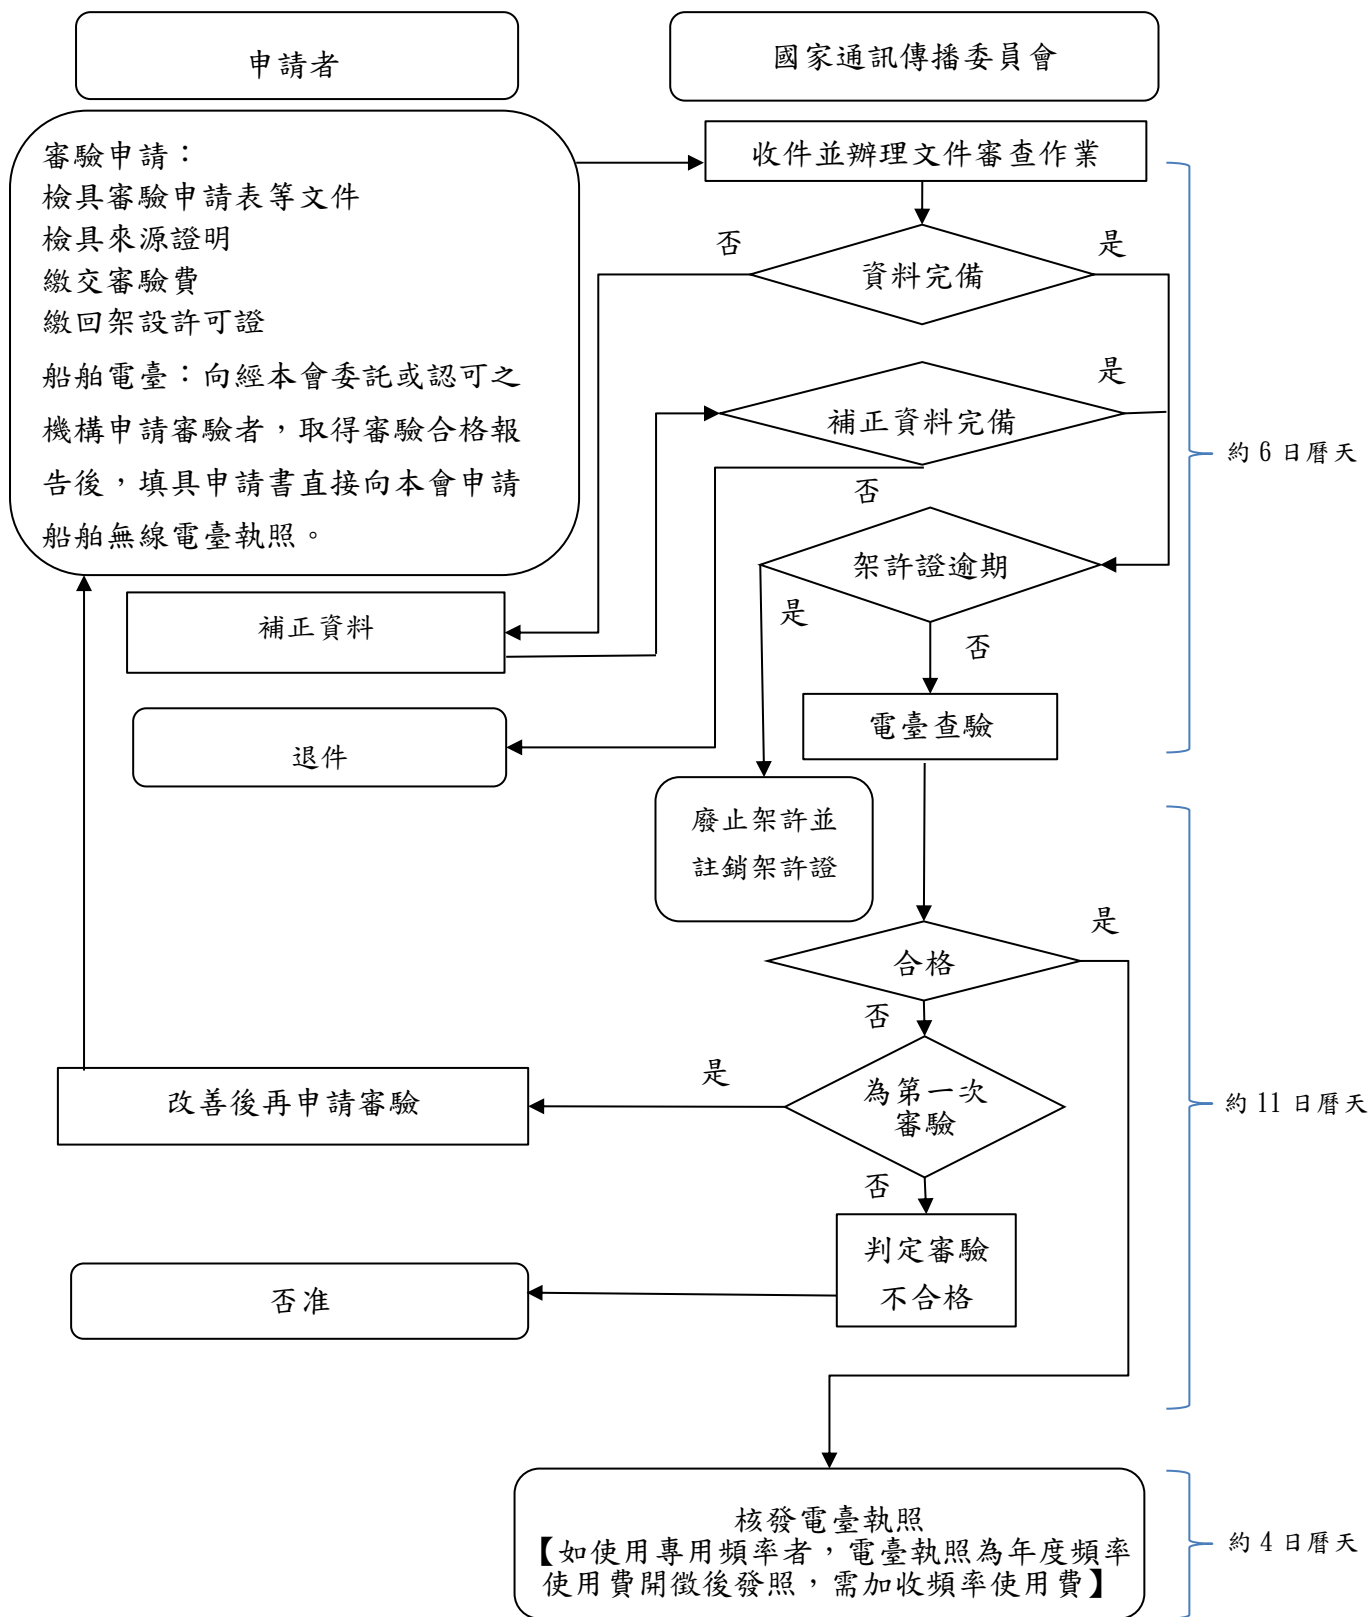 申請者
國家通訊傳播委員會
審驗申請：
檢具審驗申請表等文件
檢具來源證明
繳交審驗費
繳回架設許可證
船舶電臺：向經本會委託或認可之
機構申請審驗者，取得審驗合格報
告後，填具申請書直接向本會申請
船舶無線電臺執照。
收件並辦理文件審查作業
否
資料完備
是
補正資料完備
是
否
約 6 日曆天
架許證逾期
是
否
補正資料
電臺查驗
退件
廢止架許並
註銷架許證
合格
是
否
為第一次
審驗
是
改善後再申請審驗
約 11 日曆天
否
判定審驗
不合格
否准
核發電臺執照
【如使用專用頻率者，電臺執照為年度頻率
使用費開徵後發照，需加收頻率使用費】
約 4 日曆天